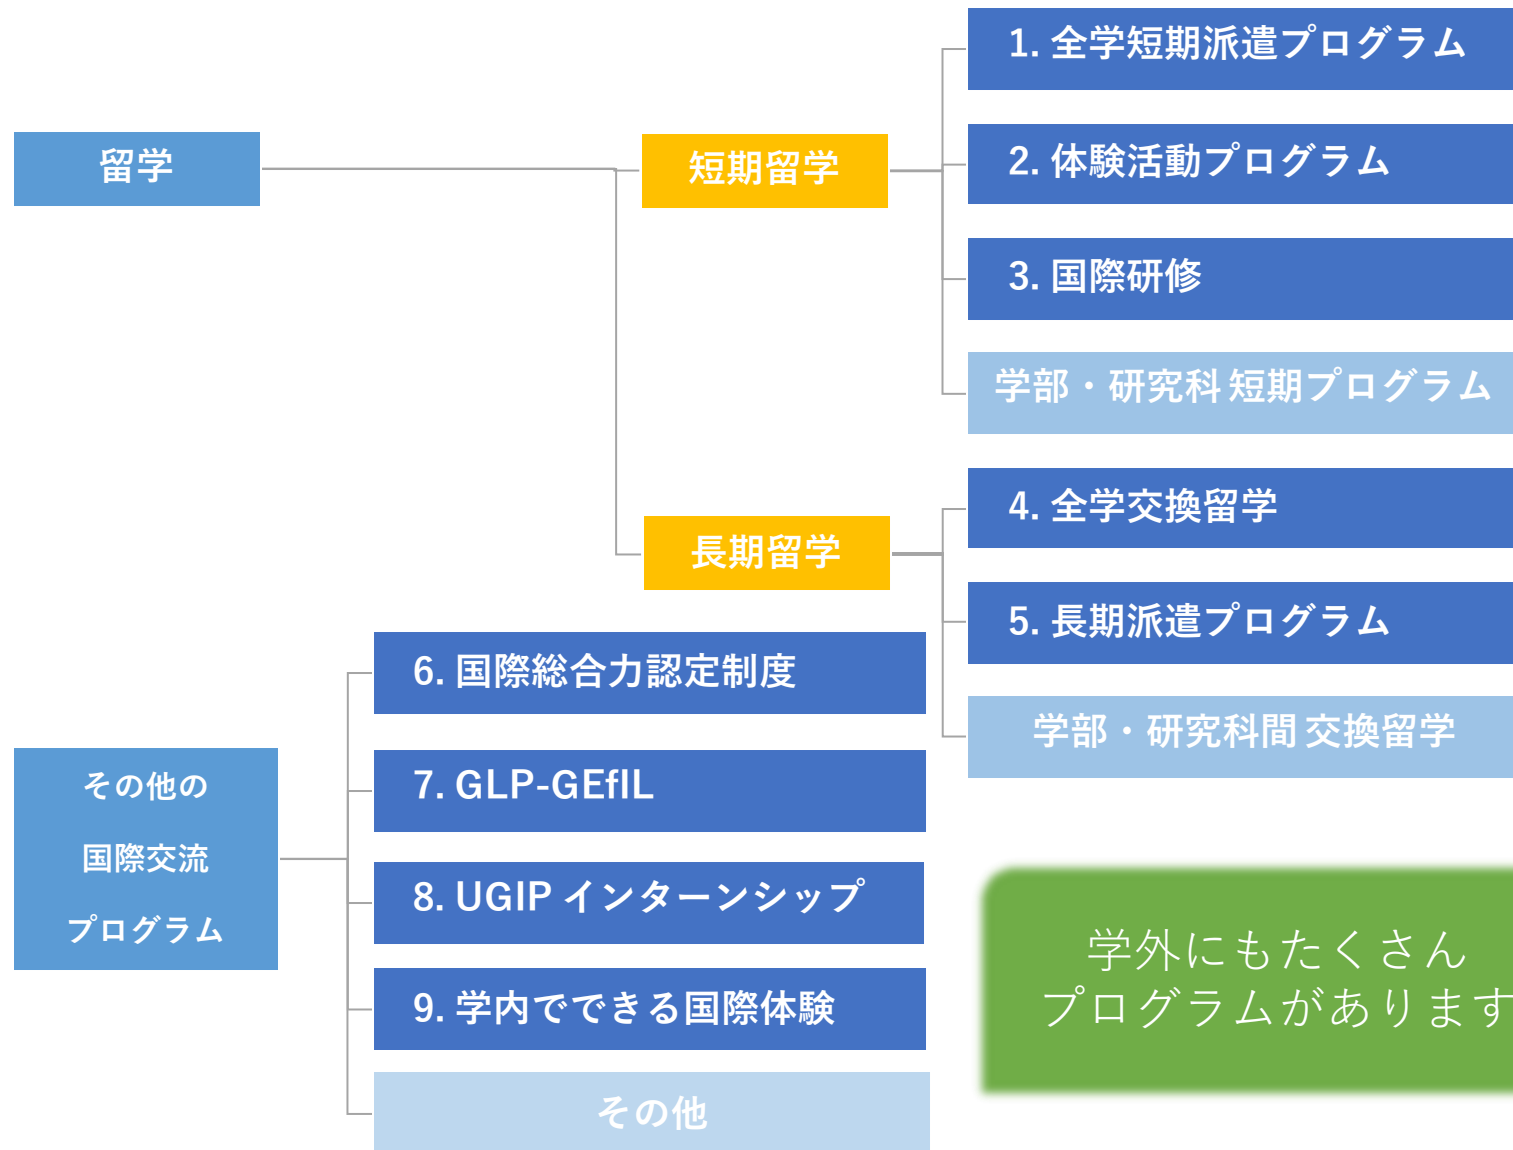 留学
短期留学
1. 全学短期派遣プログラム
2. 体験活動プログラム
3. 国際研修
学部・研究科 短期プログラム
長期留学
4. 全学交換留学
5. 長期派遣プログラム
学部・研究科間 交換留学
その他の
国際交流
プログラム
6. 国際総合力認定制度
7. GLP-GEfIL
8. UGIP インターンシップ
9. 学内でできる国際体験
その他
学外にもたくさん
プログラムがあります